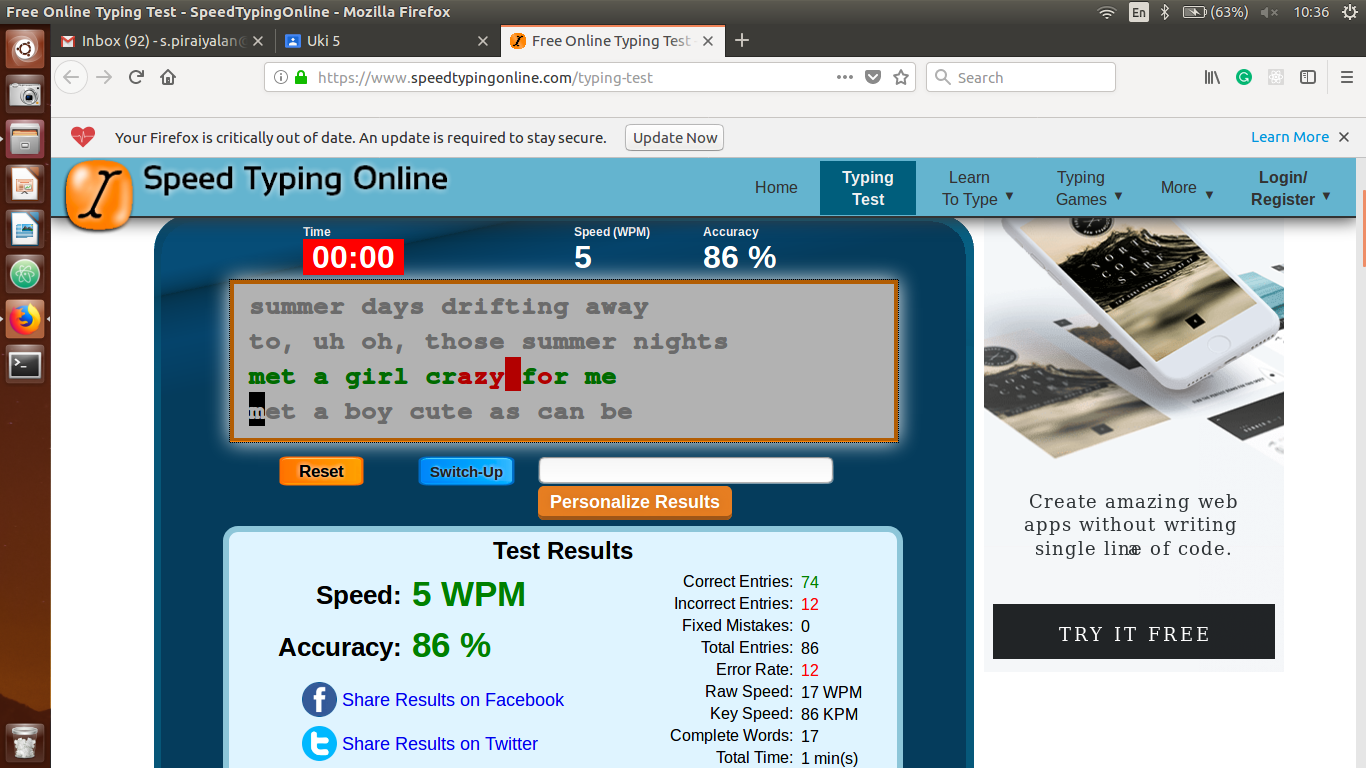 Free Online Typing Test - SpeedTypingOnline - Mozilla Firefox
En
(63%)
10:36
Inbox (92) - s.piraiyalan@
Uki 5
Free Online Typing Test -
https://www.speedtypingonline.com/typing-test
Search
Your Firefox is critically out of date. An update is required to stay secure.
Update Now
Learn More
Speed Typing Online
Home
Typing
Test
Learn
To Type
Typing
Games
More
Login/
Register
Time
00:00
Speed (WPM)
5
Accuracy
86 %
summer days drifting away
to, uh oh, those summer nights
met a girl crazy for me
met a boy cute as can be
Reset
Switch-Up
Personalize Results
Test Results
Speed: 5 WPM
Accuracy: 86 %
Share Results on Facebook
Share Results on Twitter
Correct Entries: 74
Incorrect Entries: 12
Fixed Mistakes: 0
Total Entries: 86
Error Rate: 12
Raw Speed: 17 WPM
Key Speed: 86 KPM
Complete Words: 17
Total Time: 1 min(s)
Create amazing web
apps without writing
single line of code.
a
TRY IT FREE